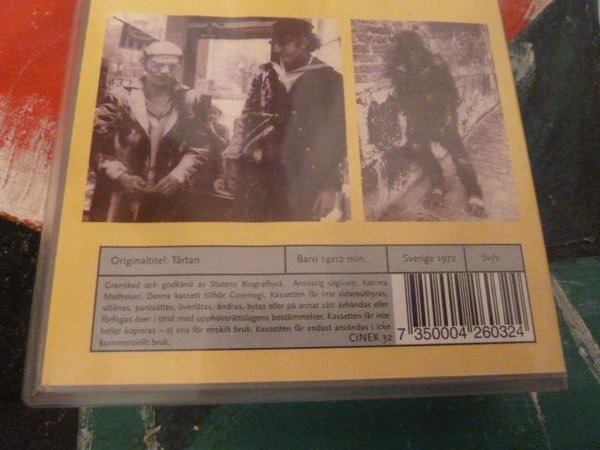 Originaltitel: Tårtan
Barn 14x12 min.
Sverige 1972
Sv/v
Granskad och godkänd av Statens Biografbyrå. Ansvarig utgivare. Katrina
Mathsson. Denna kassett tillhör Cinemagi. Kassetten får inte vidareuthyras,
utlånas, pantsättas, överlåtas, ändras, bytas eller på annat sätt avhändas eller
förfogas över i strid med upphovsrättslagens bestämmelser. Kassetten får inte
heller kopieras – ej ens för enskilt bruk. Kassetten får endast användas i icke
kommersiellt bruk.
CINEK 32
7 350004 260324